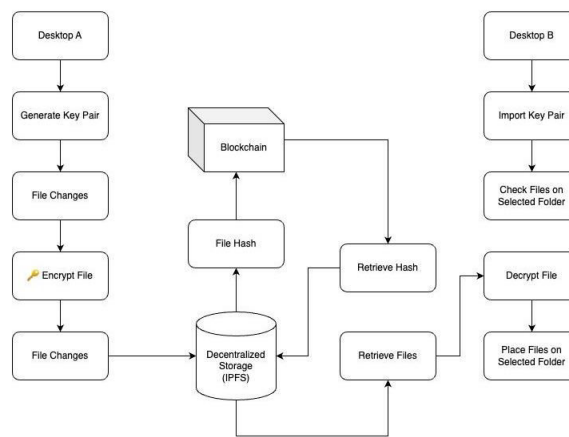 Desktop A
Generate Key Pair
File Changes
Encrypt File
File Changes
Blockchain
File Hash
Decentralized
Storage
(IPFS)
Retrieve Hash
Retrieve Files
Desktop B
Import Key Pair
Check Files on
Selected Folder
Decrypt File
Place Files on
Selected Folder